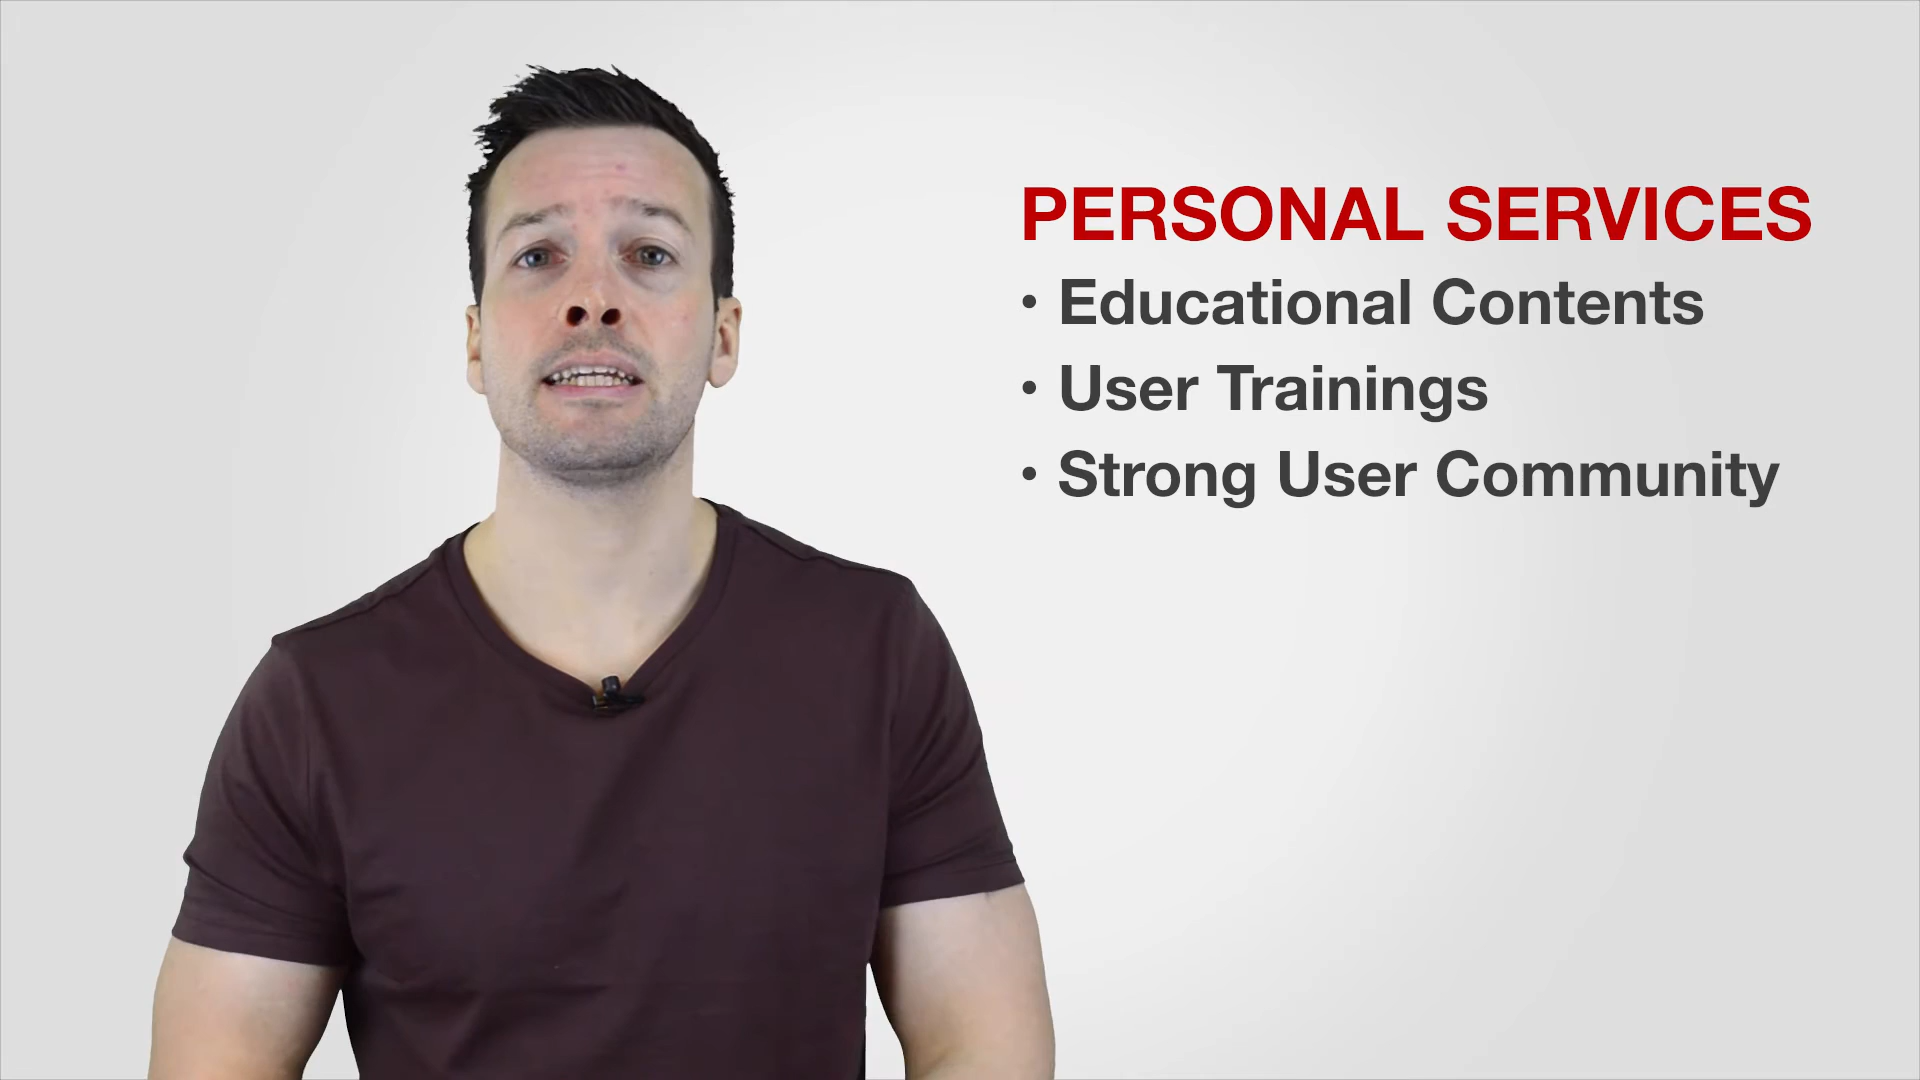 PERSONAL SERVICES
• Educational Contents
• User Trainings
• Strong User Community